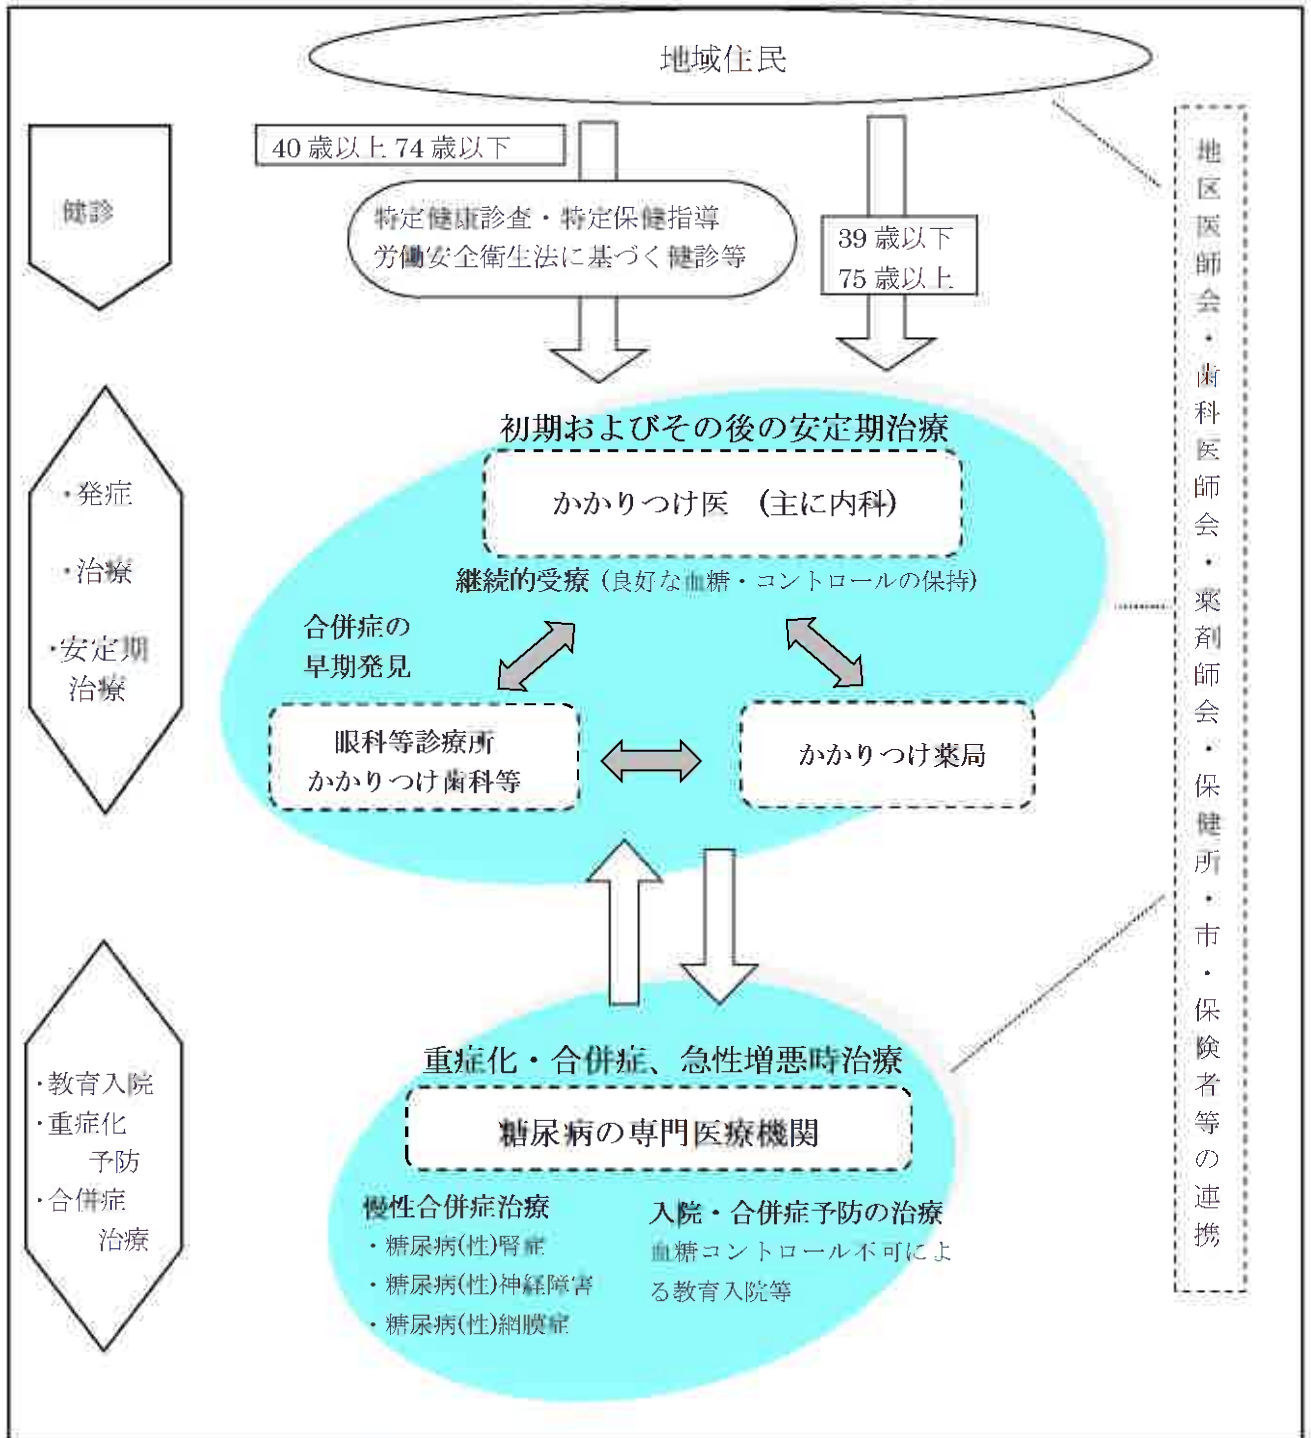 地域住民
40歳以上74歳以下
健診
特定健康診査・特定保健指導
労働安全衛生法に基づく健診等
39歳以下
75歳以上
初期およびその後の安定期治療
かかりつけ医 (主に内科)
継続的受療 (良好な血糖・コントロールの保持)
・発症
・治療
・安定期
治療
合併症の
早期発見
眼科等診療所
かかりつけ歯科等
かかりつけ薬局
重症化・合併症、急性増悪時治療
糖尿病の専門医療機関
・教育入院
・重症化
予防
・合併症
治療
慢性合併症治療
・糖尿病(性)腎症
・糖尿病(性)神経障害
・糖尿病(性)網膜症
入院・合併症予防の治療
血糖コントロール不可によ
る教育入院等
地区医師会・歯科医師会・薬剤師会・保健所・市・保険者等の連携